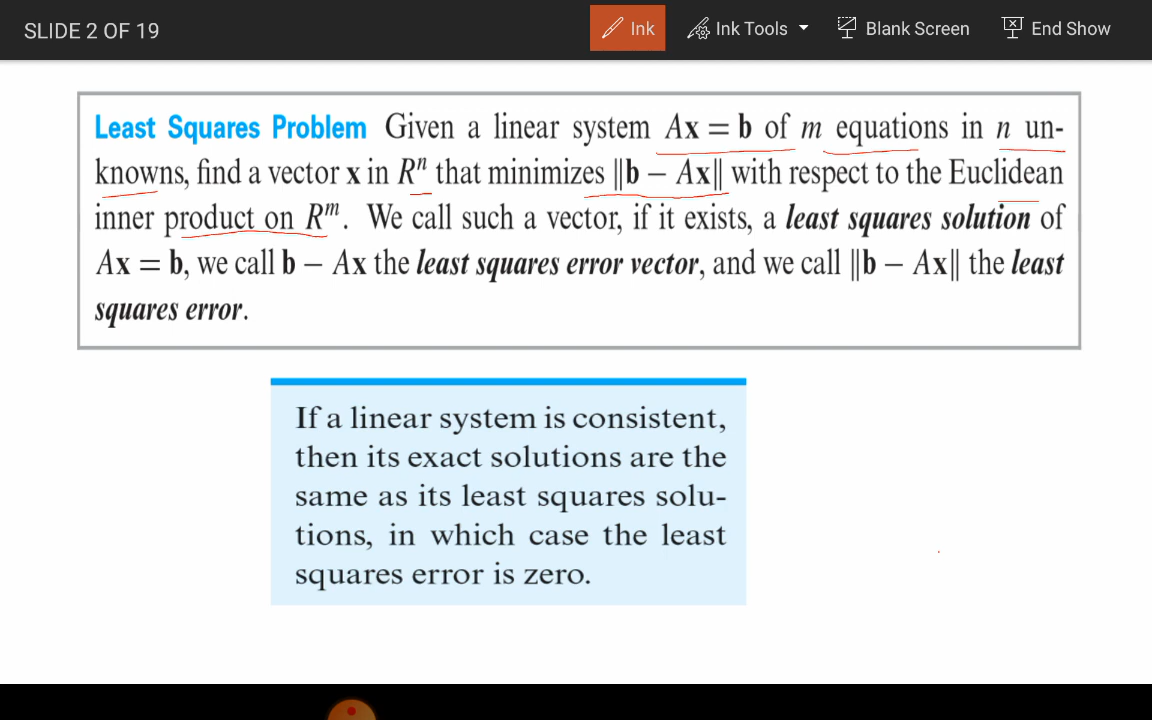 SLIDE 2 OF 19
Ink
Ink Tools
Blank Screen
End Show
Least Squares Problem Given a linear system Ax = b of m equations in n un-
knowns, find a vector x in Rⁿ that minimizes ‖b − Ax‖ with respect to the Euclidean
inner product on Rᵐ. We call such a vector, if it exists, a least squares solution of
Ax = b, we call b − Ax the least squares error vector, and we call ‖b − Ax‖ the least
squares error.
If a linear system is consistent,
then its exact solutions are the
same as its least squares solu-
tions, in which case the least
squares error is zero.